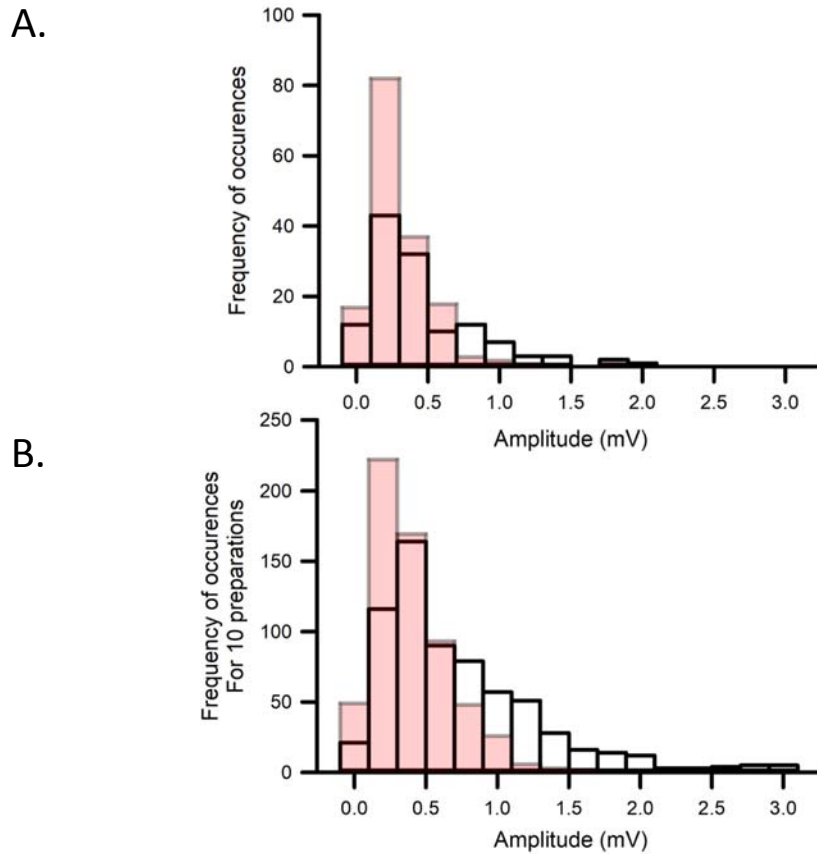 A.
100
80
60
40
20
0
Frequency of occurences
0.0 0.5 1.0 1.5 2.0 2.5 3.0
Amplitude (mV)
B.
250
200
150
100
50
0
Frequency of occurences
For 10 preparations
0.0 0.5 1.0 1.5 2.0 2.5 3.0
Amplitude (mV)